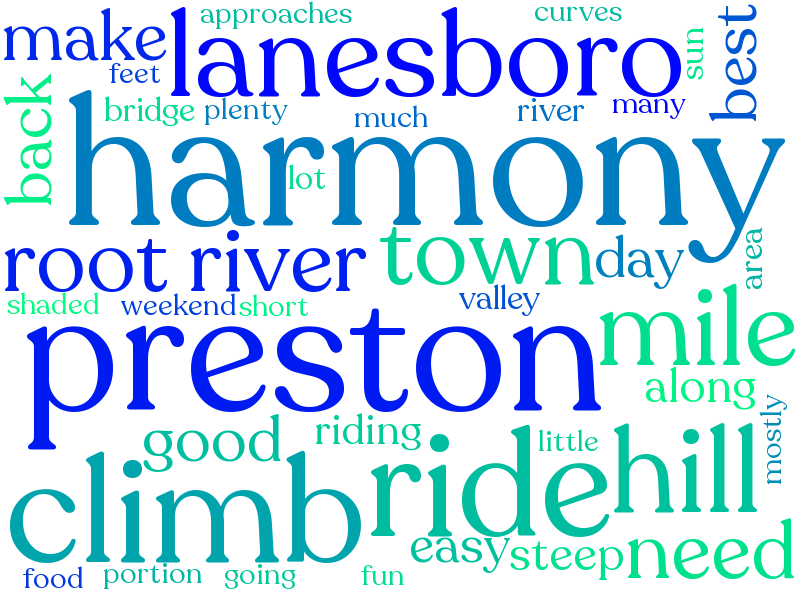 approaches curves
make lanesboro sun best
feet
back bridge plenty much river many
harmony
lot
root river town day area
shaded weekend short valley
preston mile
along
good riding little hill mostly
climb ride
easy steep need
food portion going fun